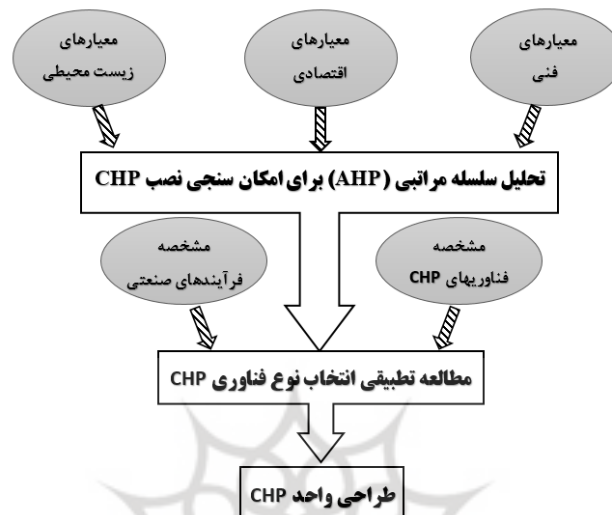 معیارهای
فنی
معیارهای
اقتصادی
معیارهای
زیست محیطی
تحلیل سلسله مراتبی (AHP) برای امکان سنجی نصب CHP
مشخصه
فناوریهای CHP
مشخصه
فرآیندهای صنعتی
مطالعه تطبیقی انتخاب نوع فناوری CHP
طراحی واحد CHP